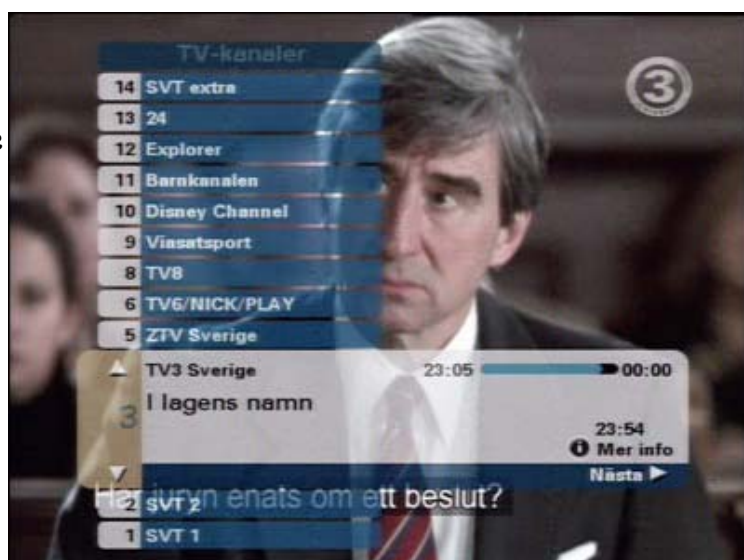 TV-kanaler
3
14 SVT extra
13 24
12 Explorer
11 Barnkanalen
10 Disney Channel
9 Viasatsport
8 TV8
6 TV6/NICK/PLAY
5 ZTV Sverige
TV3 Sverige 23:05 00:00
3 I lagens namn
23:54
i Mer info
Nästa
Har juryn enats om ett beslut?
2 SVT 2
1 SVT 1